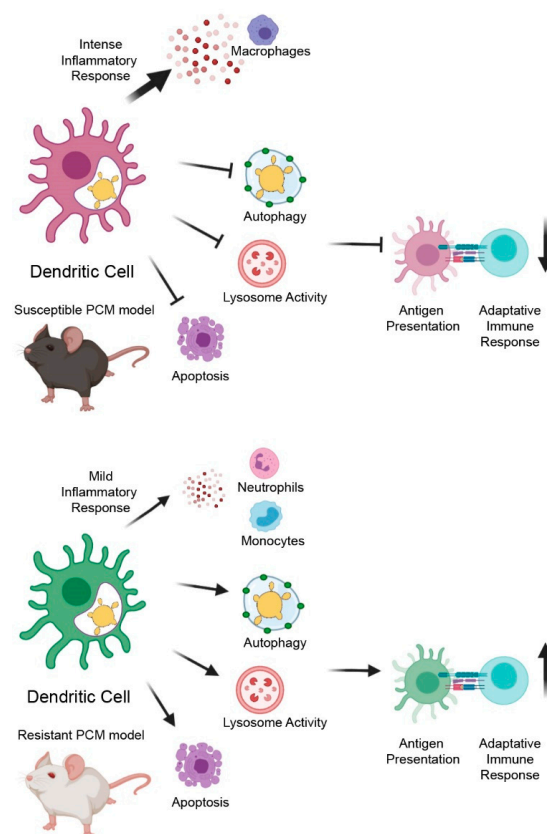 Intense
Inflammatory
Response
Macrophages
Autophagy
Dendritic Cell
Lysosome Activity
Susceptible PCM model
Apoptosis
Antigen
Presentation
Adaptative
Immune
Response
Mild
Inflammatory
Response
Neutrophils
Monocytes
Autophagy
Dendritic Cell
Lysosome Activity
Resistant PCM model
Apoptosis
Antigen
Presentation
Adaptative
Immune
Response